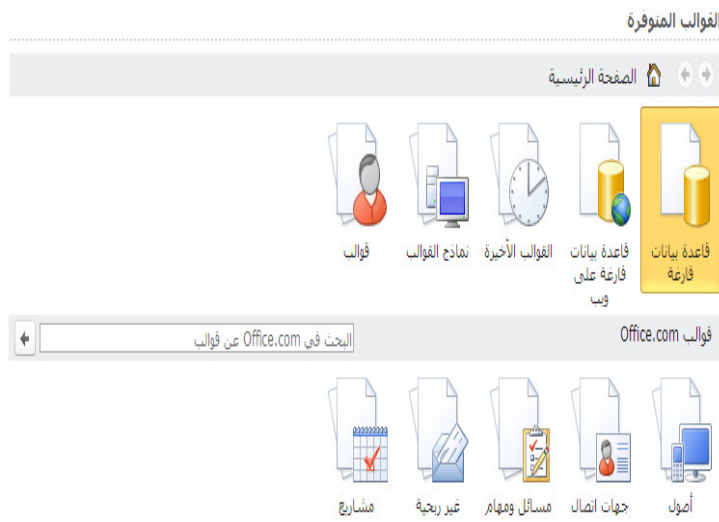 القوالب المتوفرة
الصفحة الرئيسية
قاعدة بيانات فارغة
قاعدة بيانات فارغة على ويب
القوالب الأخيرة
نماذج القوالب
قوالب
قوالب Office.com
البحث في Office.com عن قوالب
أصول
جهات اتصال
مسائل ومهام
غير ربحية
مشاريع